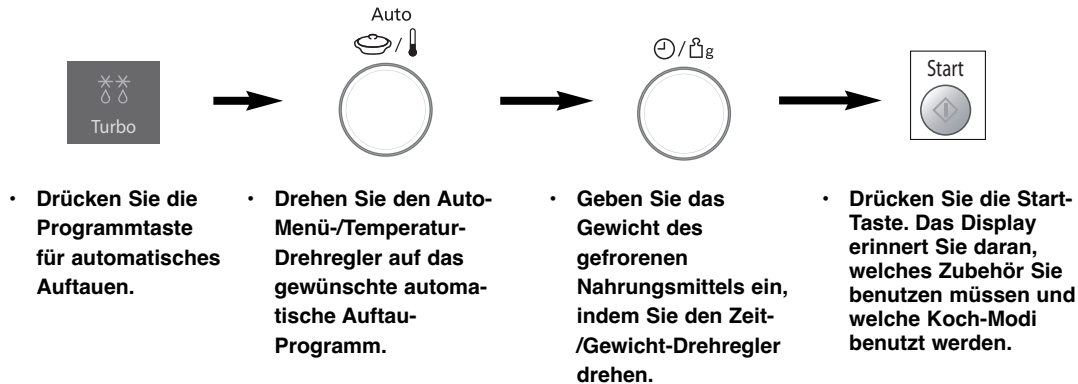 Auto
/
/ g
Turbo
Start
• Drücken Sie die
Programmtaste
für automatisches
Auftauen.
• Drehen Sie den Auto-
Menü-/Temperatur-
Drehregler auf das
gewünschte automa-
tische Auftau-
Programm.
• Geben Sie das
Gewicht des
gefrorenen
Nahrungsmittels ein,
indem Sie den Zeit-
/Gewicht-Drehregler
drehen.
• Drücken Sie die Start-
Taste. Das Display
erinnert Sie daran,
welches Zubehör Sie
benutzen müssen und
welche Koch-Modi
benutzt werden.